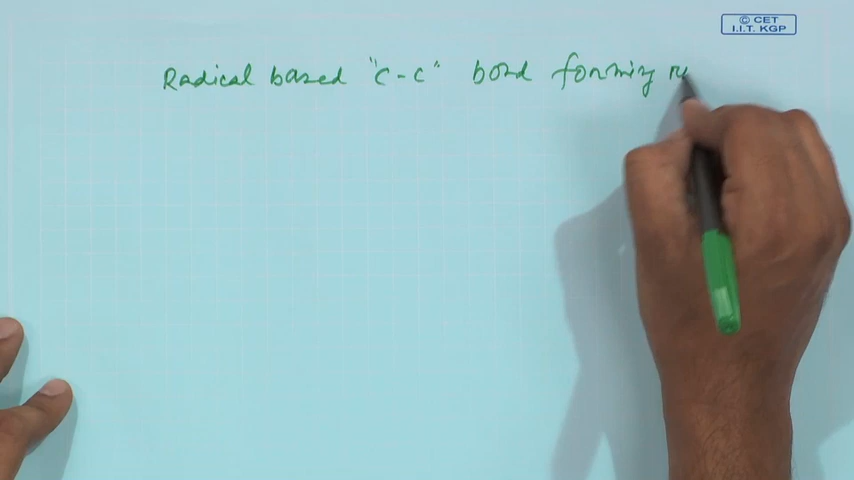 © CET
I.I.T. KGP
Radical based "C-C" bond forming